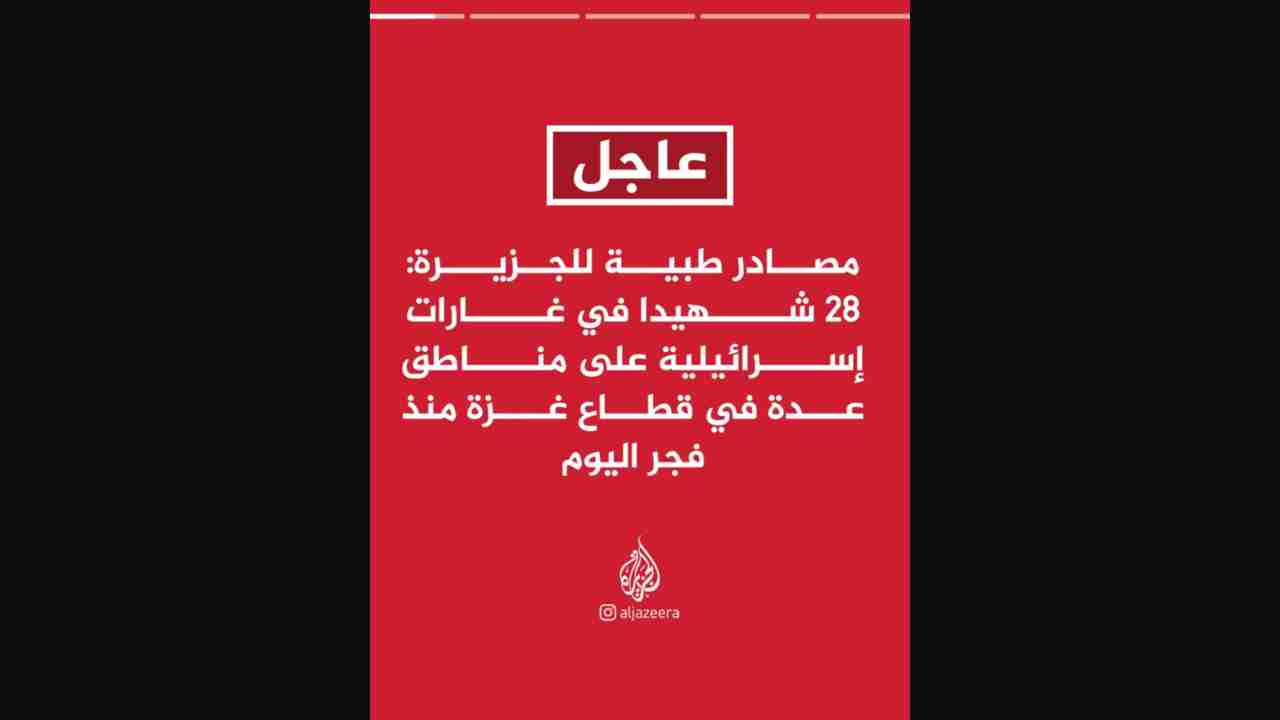 عاجل
مصادر طبية للجزيرة:
28 شهيدا في غارات
إسرائيلية على مناطق
عدة في قطاع غزة منذ
فجر اليوم
الجزيرة
aljazeera